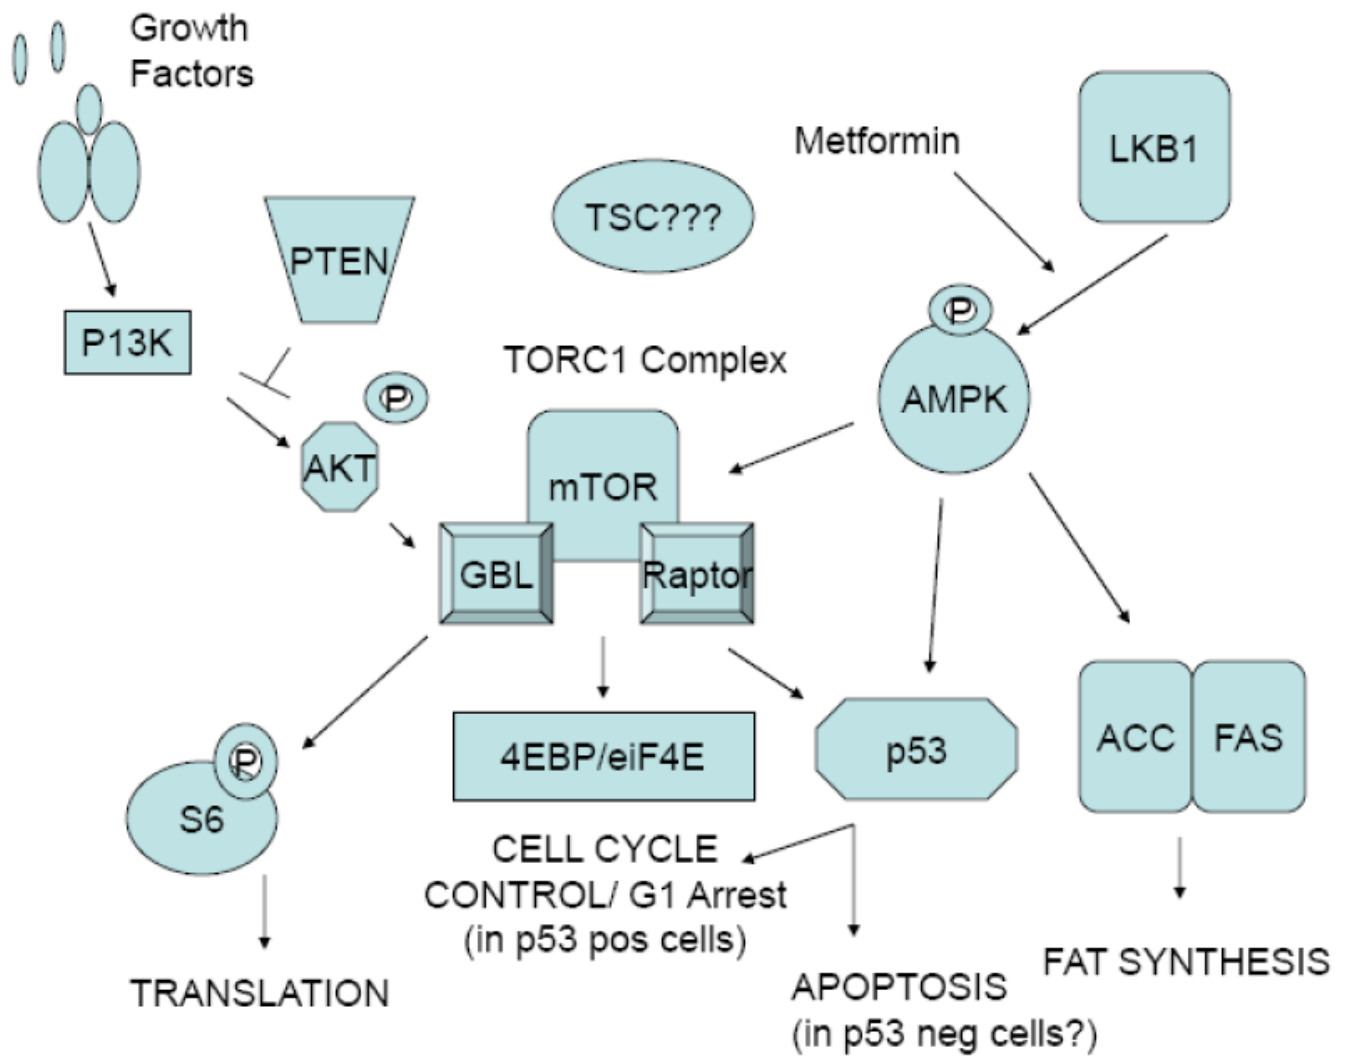 Growth
Factors
Metformin
LKB1
TSC???
PTEN
P
P13K
TORC1 Complex
AMPK
P
AKT
mTOR
GBL
Raptor
P
S6
4EBP/eiF4E
p53
ACC
FAS
CELL CYCLE
CONTROL/ G1 Arrest
(in p53 pos cells)
TRANSLATION
APOPTOSIS
(in p53 neg cells?)
FAT SYNTHESIS